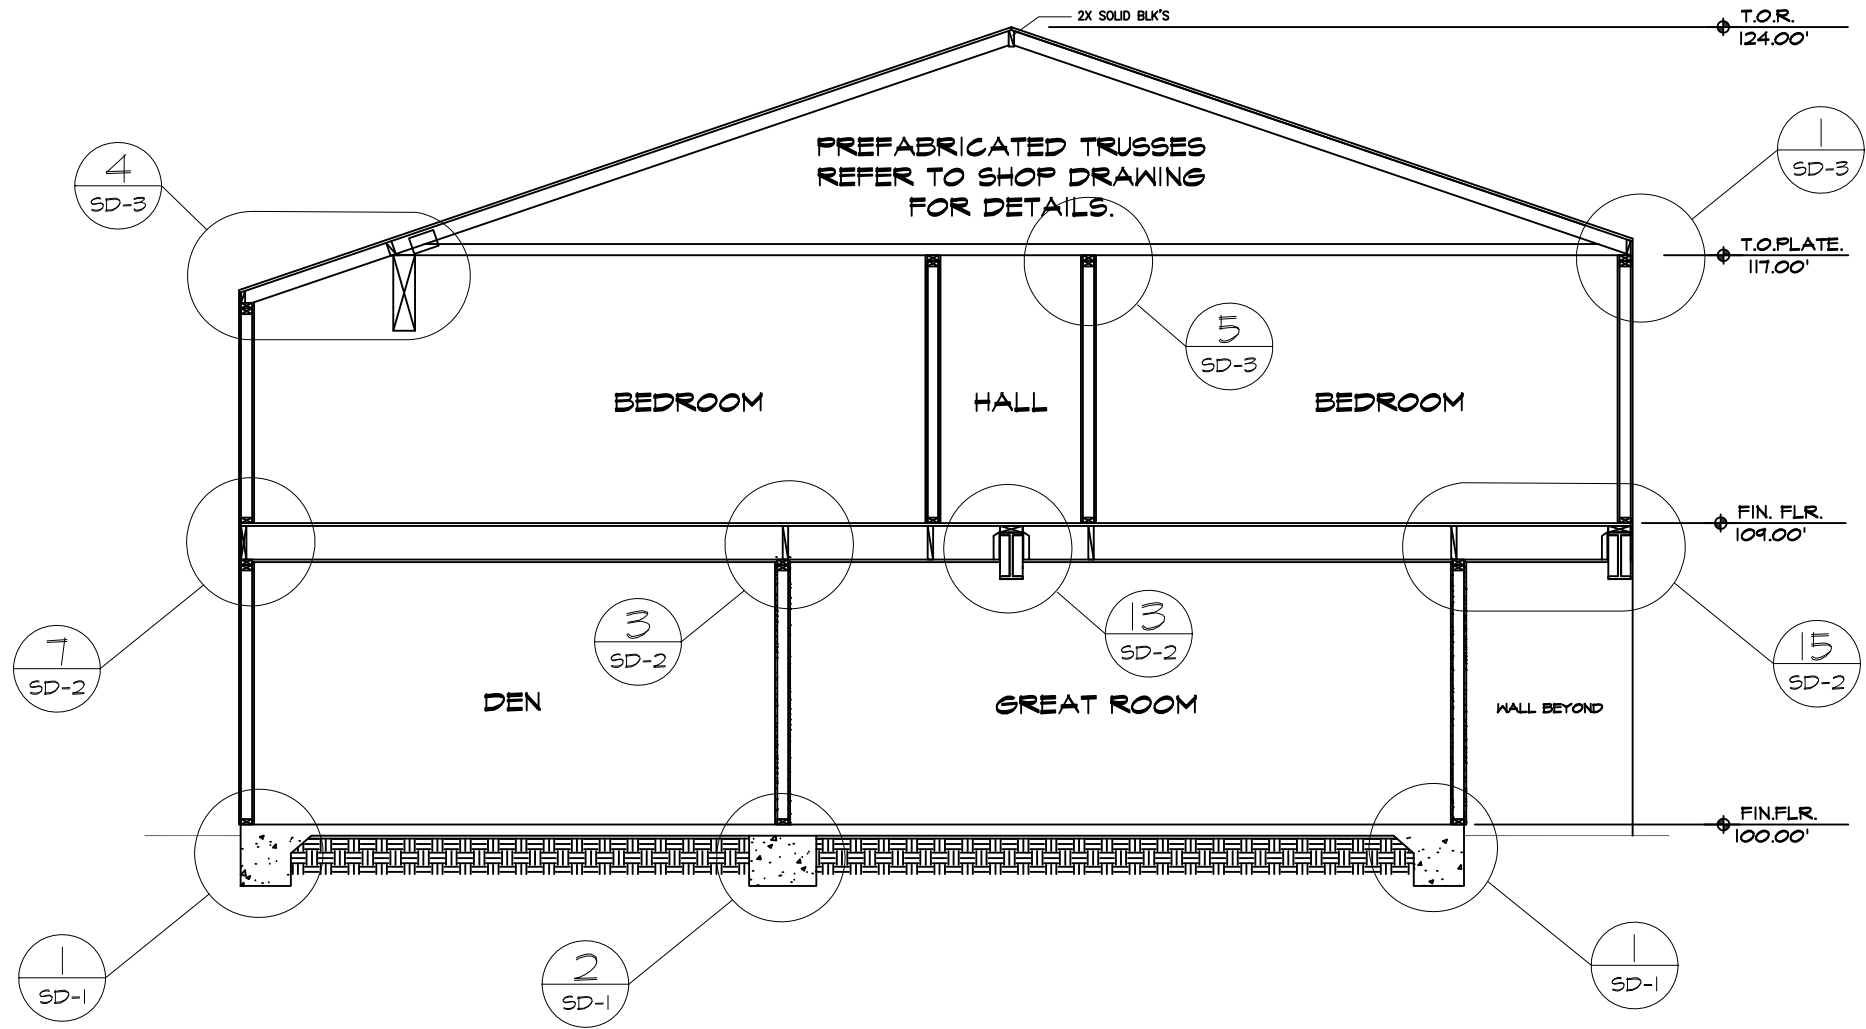 2X SOLID BLK'S
T.O.R.
124.00'
PREFABRICATED TRUSSES
REFER TO SHOP DRAWING
FOR DETAILS.
4
SD-3
1
SD-3
T.O.PLATE.
117.00'
5
SD-3
BEDROOM
HALL
BEDROOM
FIN. FLR.
109.00'
7
SD-2
3
SD-2
13
SD-2
15
SD-2
DEN
GREAT ROOM
WALL BEYOND
FIN.FLR.
100.00'
1
SD-1
2
SD-1
1
SD-1